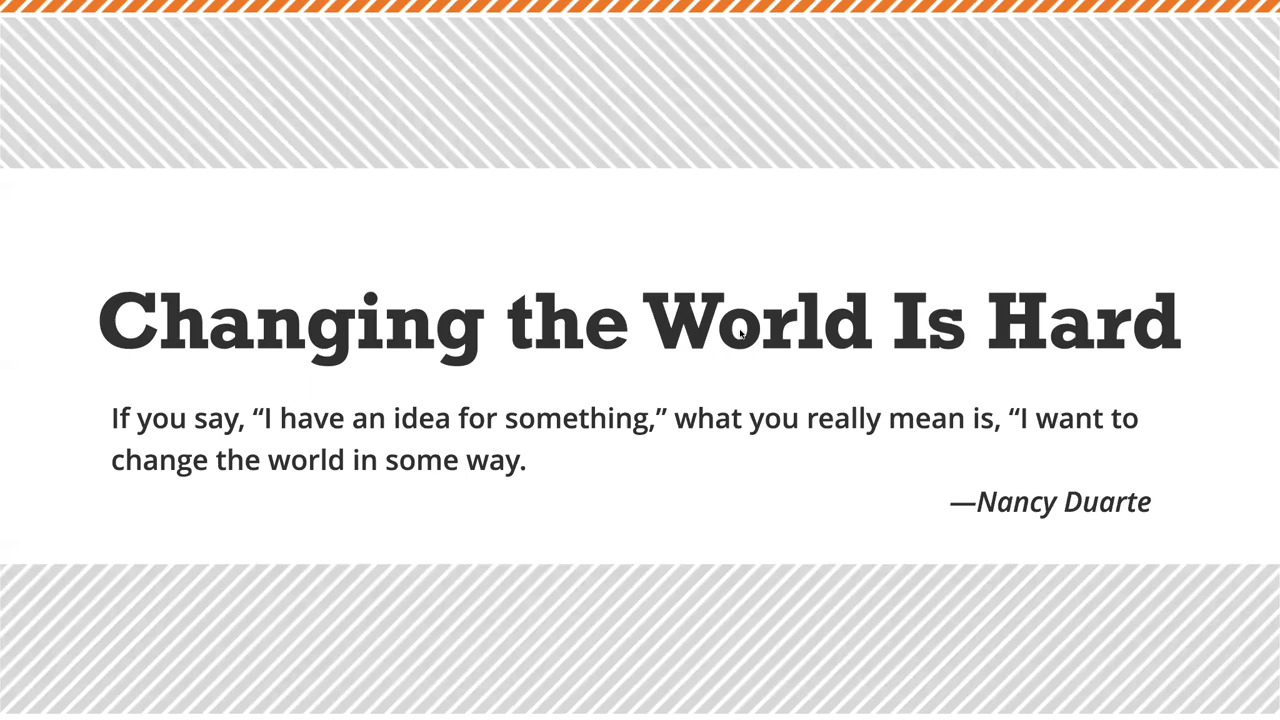 Changing the World Is Hard
If you say, “I have an idea for something,” what you really mean is, “I want to
change the world in some way.
—Nancy Duarte